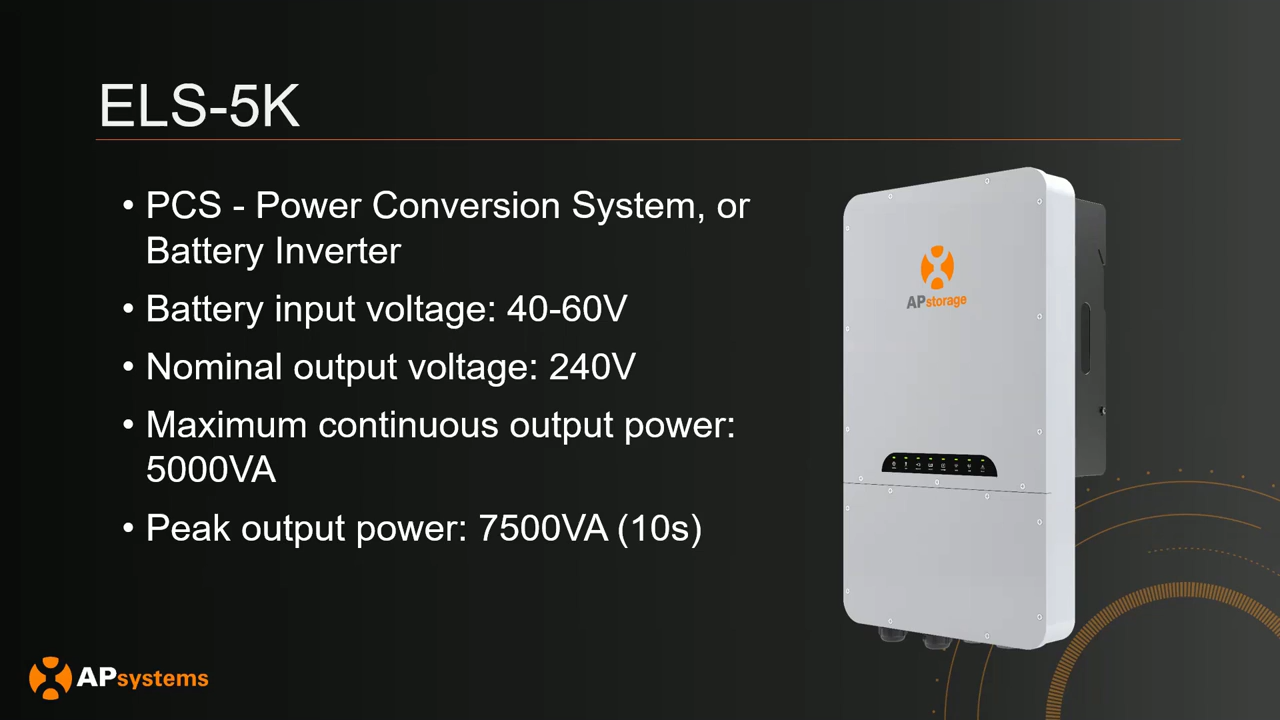 ELS-5K
• PCS - Power Conversion System, or
Battery Inverter
• Battery input voltage: 40-60V
• Nominal output voltage: 240V
• Maximum continuous output power:
5000VA
• Peak output power: 7500VA (10s)
APstorage
APsystems